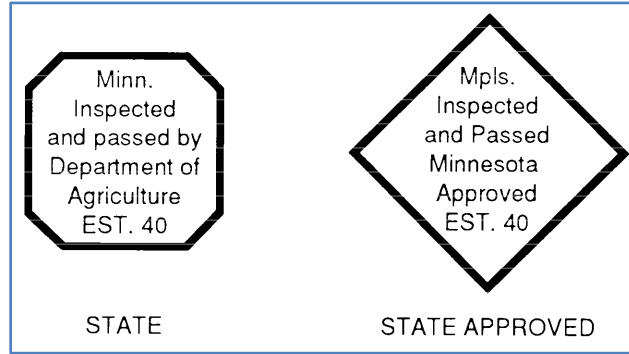 Minn.
Inspected
and passed by
Department of
Agriculture
EST. 40
STATE
Mpls.
Inspected
and Passed
Minnesota
Approved
EST. 40
STATE APPROVED